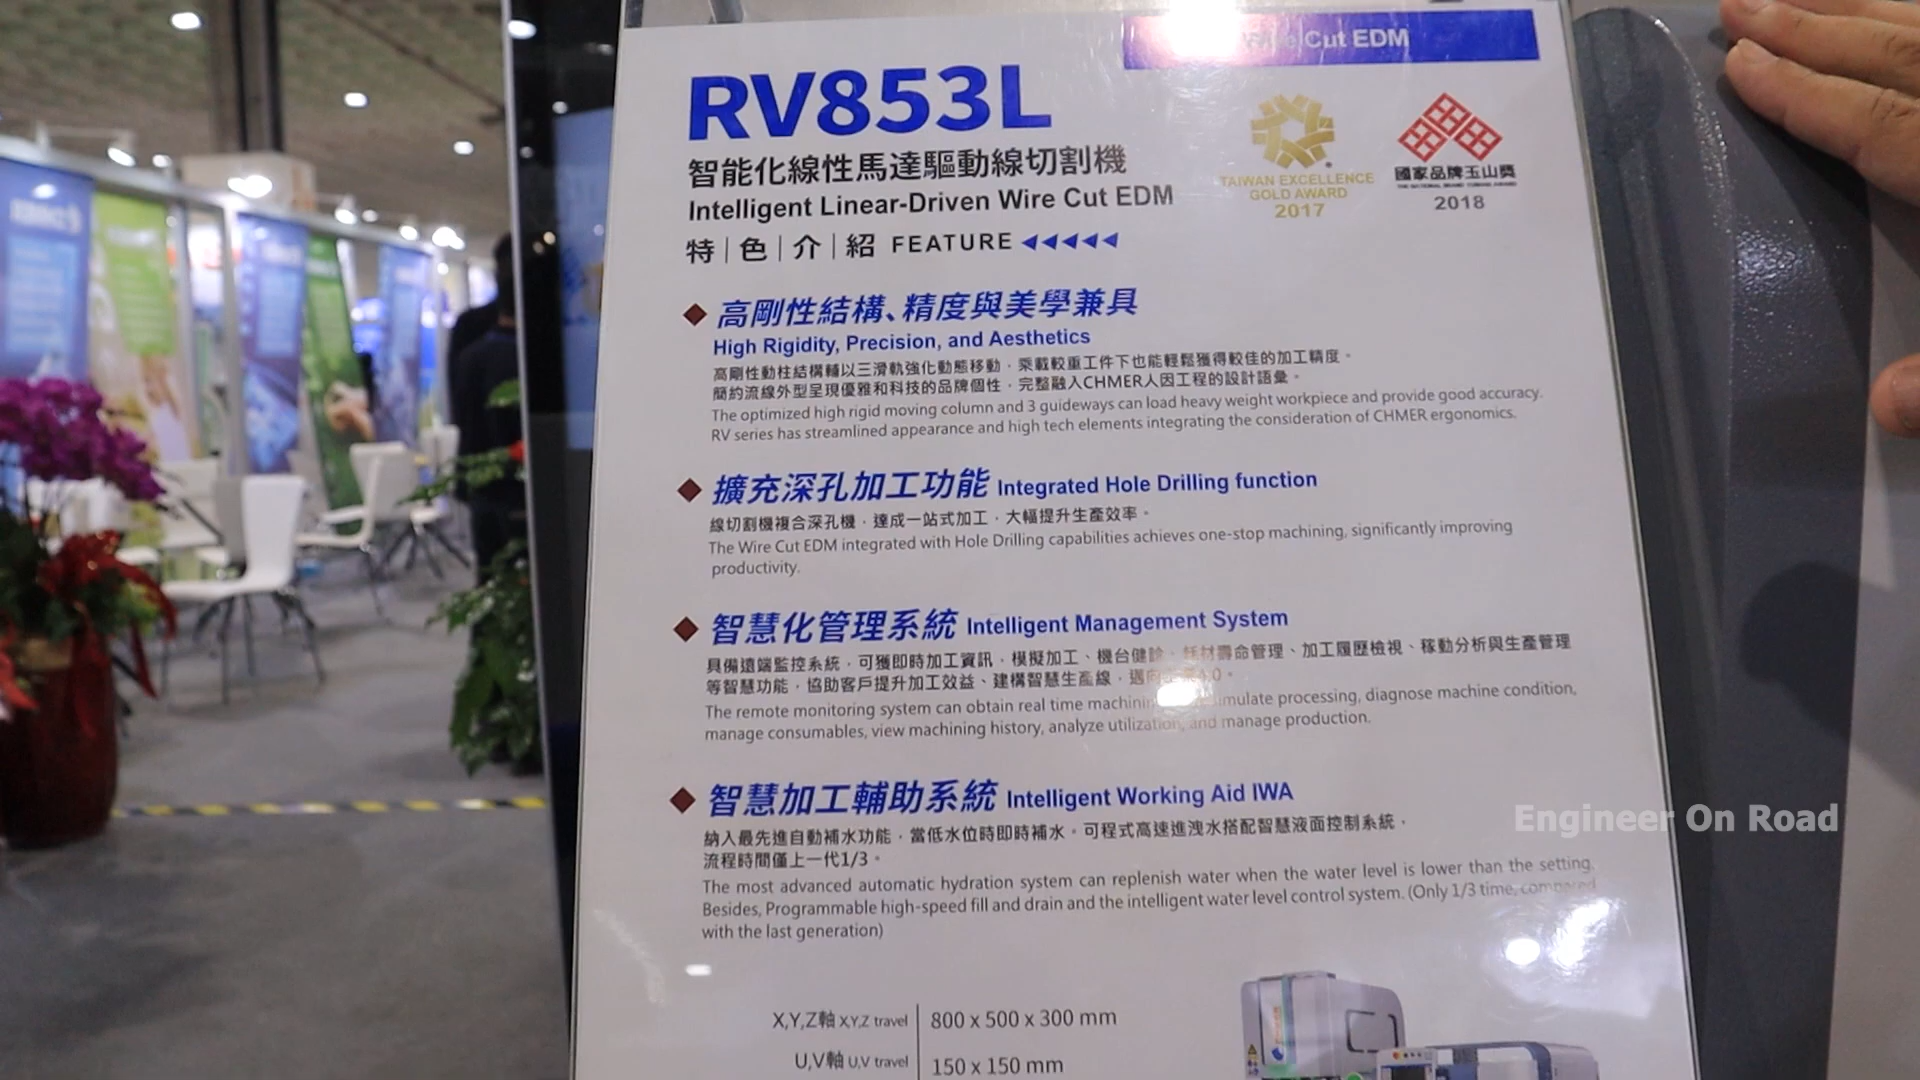 Cut EDM
RV853L
智能化線性馬達驅動線切割機
Intelligent Linear-Driven Wire Cut EDM
特|色|介|紹 FEATURE
TAIWAN EXCELLENCE
GOLD AWARD
2017
國家品牌玉山獎
2018
高剛性結構、精度與美學兼具
High Rigidity, Precision, and Aesthetics
高剛性動柱結構輔以三滑軌強化動態移動，乘載較重工件下也能輕鬆獲得較佳的加工精度。
簡約流線外型呈現優雅和科技的品牌個性，完整融入CHMER人因工程的設計語彙。
The optimized high rigid moving column and 3 guideways can load heavy weight workpiece and provide good accuracy.
RV series has streamlined appearance and high tech elements integrating the consideration of CHMER ergonomics.
擴充深孔加工功能 Integrated Hole Drilling function
線切割機複合深孔機，達成一站式加工，大幅提升生產效率。
The Wire Cut EDM integrated with Hole Drilling capabilities achieves one-stop machining, significantly improving
productivity.
智慧化管理系統 Intelligent Management System
具備遠端監控系統，可獲即時加工資訊，模擬加工、機台健診、耗材壽命管理、加工履歷檢視、稼動分析與生產管理
等智慧功能，協助客戶提升加工效益、建構智慧生產線，邁向
The remote monitoring system can obtain real time processing, diagnose machine condition,
manage consumables, view machining history, analyze utilization, and manage production.
智慧加工輔助系統 Intelligent Working Aid IWA
納入最先進自動補水功能，當低水位時即時補水。可程式高速進洩水搭配智慧液面控制系統，
流程時間僅上一代1/3。
The most advanced automatic hydration system can replenish water when the water level is lower than the setting.
Besides, Programmable high-speed fill and drain and the intelligent water level control system. (Only 1/3 time, compared
with the last generation)
X,Y,Z軸 X,Y,Z travel 800 x 500 x 300 mm
U,V軸 U,V travel 150 x 150 mm
Engineer On Road